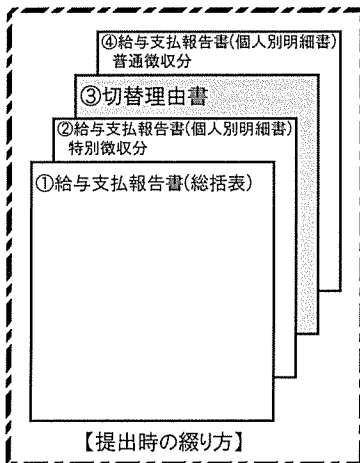 ④給与支払報告書(個人別明細書)
普通徴収分
③切替理由書
②給与支払報告書(個人別明細書)
特別徴収分
①給与支払報告書(総括表)
【提出時の綴り方】